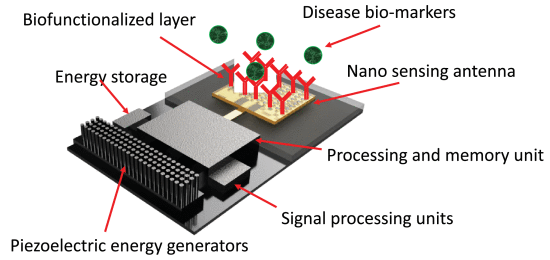 Disease bio-markers
Biofunctionalized layer
Nano sensing antenna
Energy storage
Processing and memory unit
Signal processing units
Piezoelectric energy generators